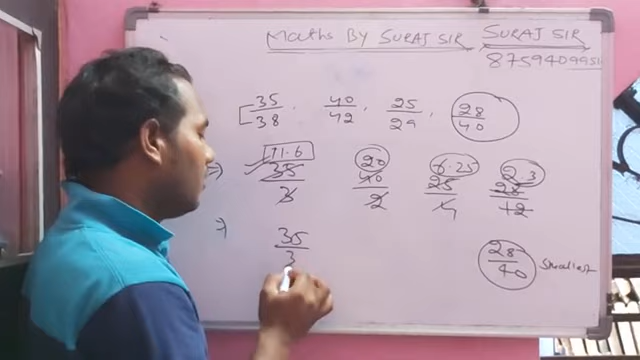 Maths By SURAJ SIR, SURAJ SIR
8759409951
35/38, 40/42, 25/29, 28/40
11.6 20 6.25 2.3
⇒ 35/3 40/2 25/4 28/12
⇒ 35/3 28/40 Smallest